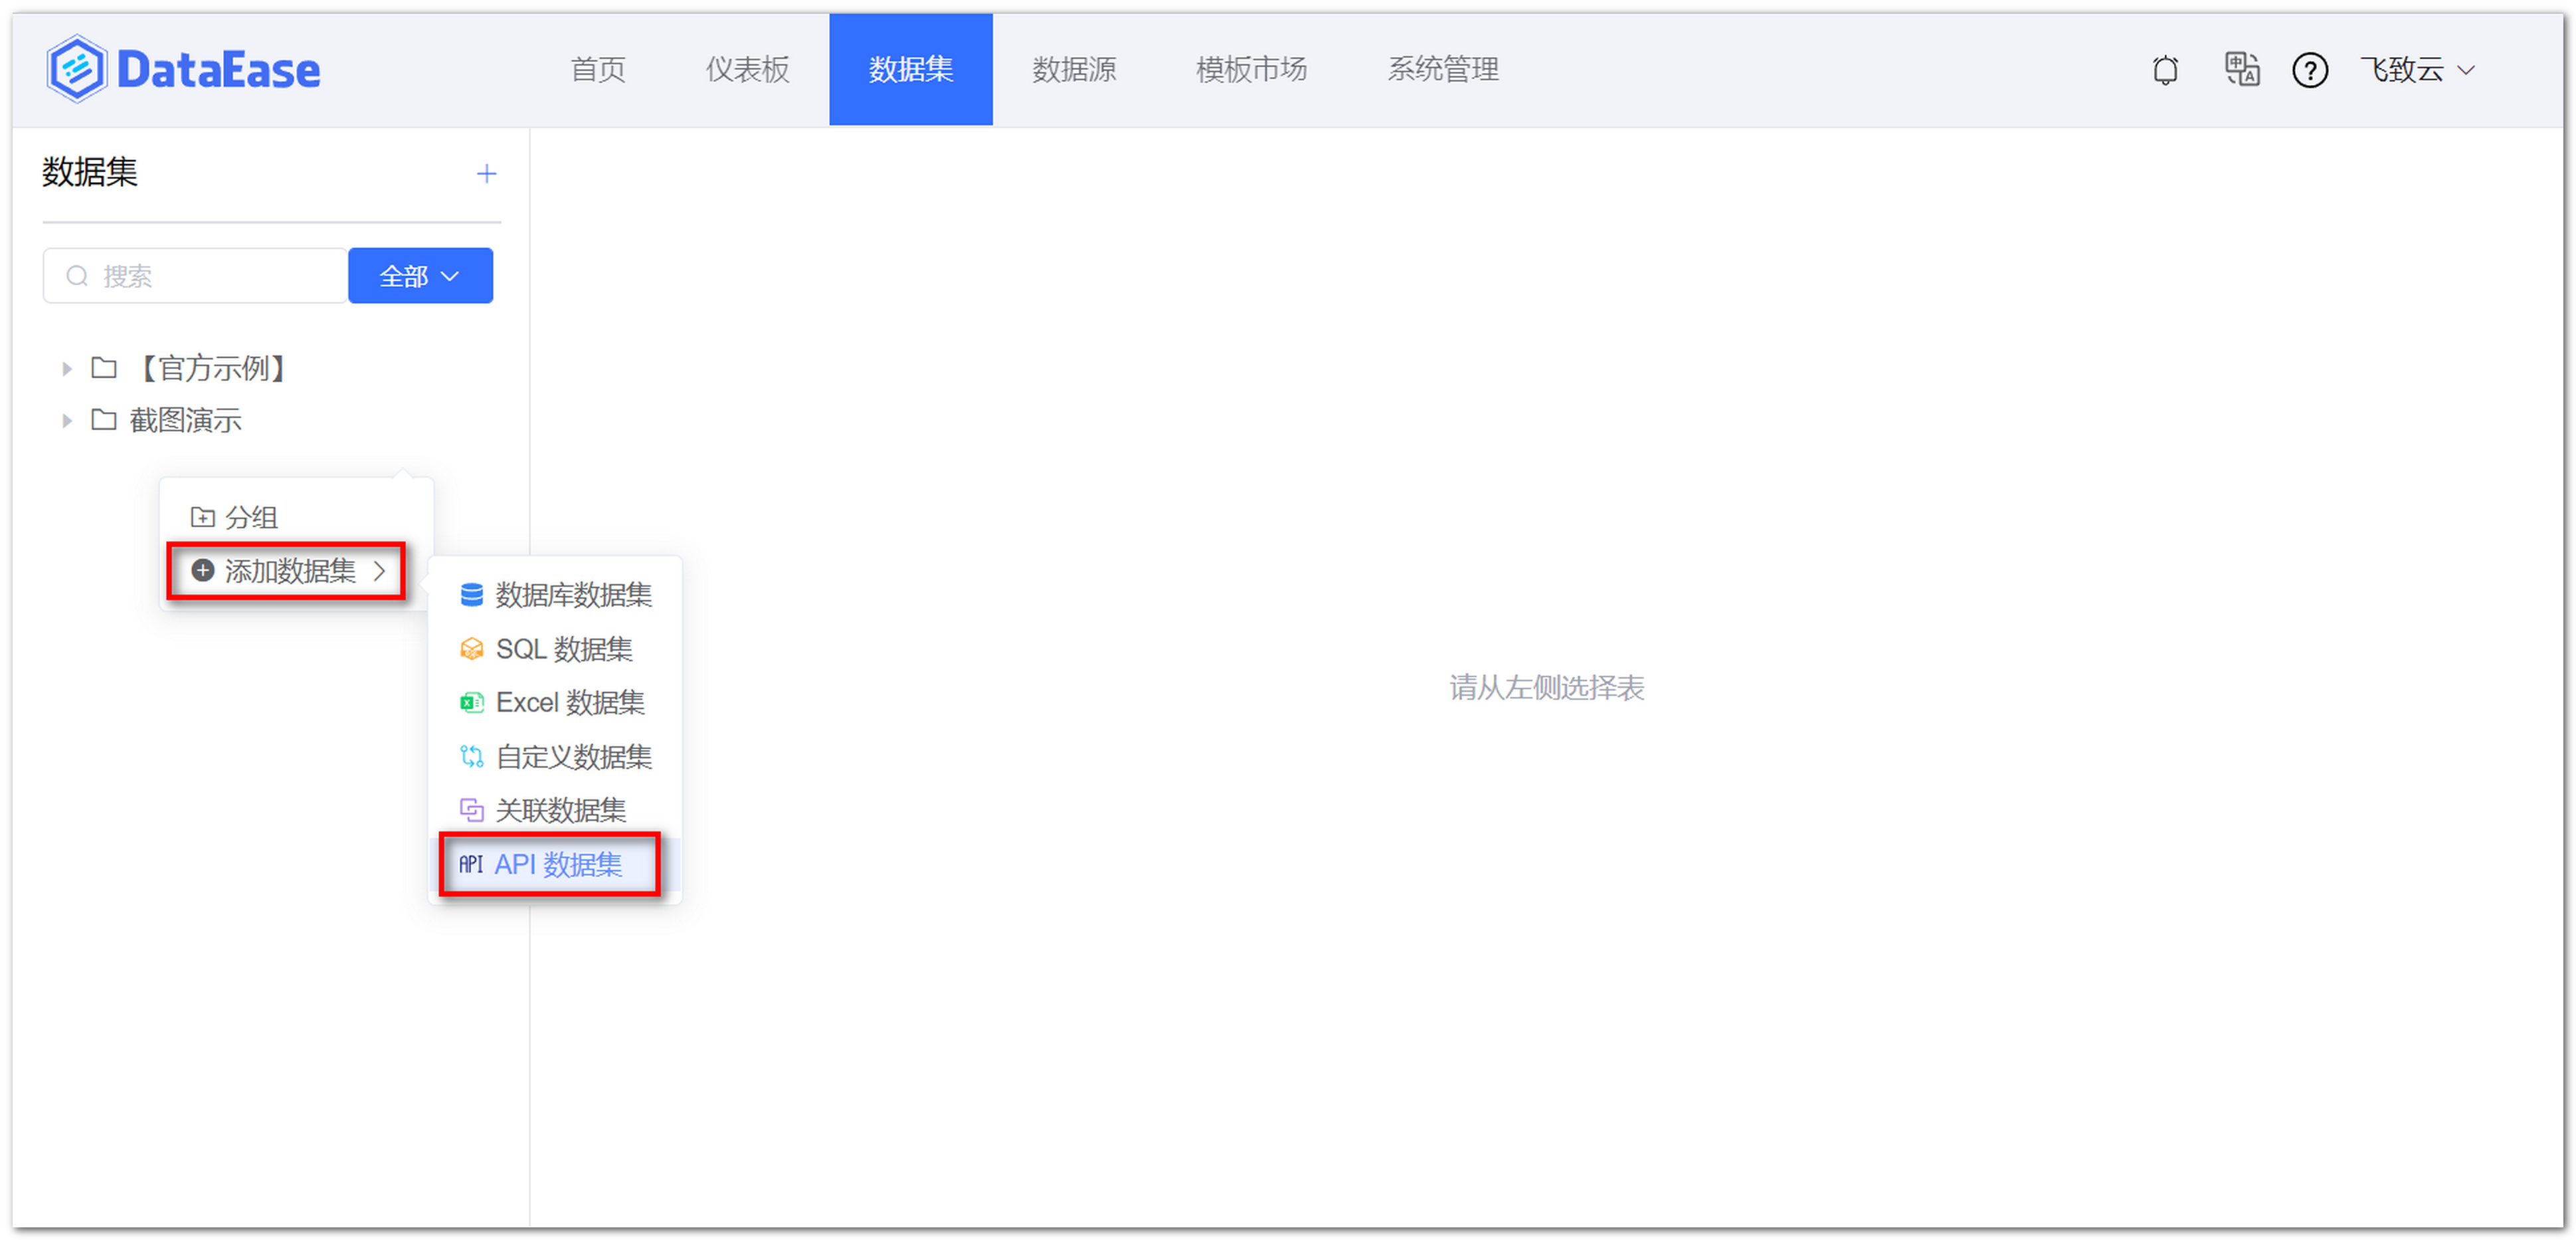 DataEase 首页 仪表板 数据集 数据源 模板市场 系统管理 飞致云
数据集
搜索 全部
【官方示例】
截图演示
分组
添加数据集
数据库数据集
SQL 数据集
Excel 数据集
自定义数据集
关联数据集
API API 数据集
请从左侧选择表